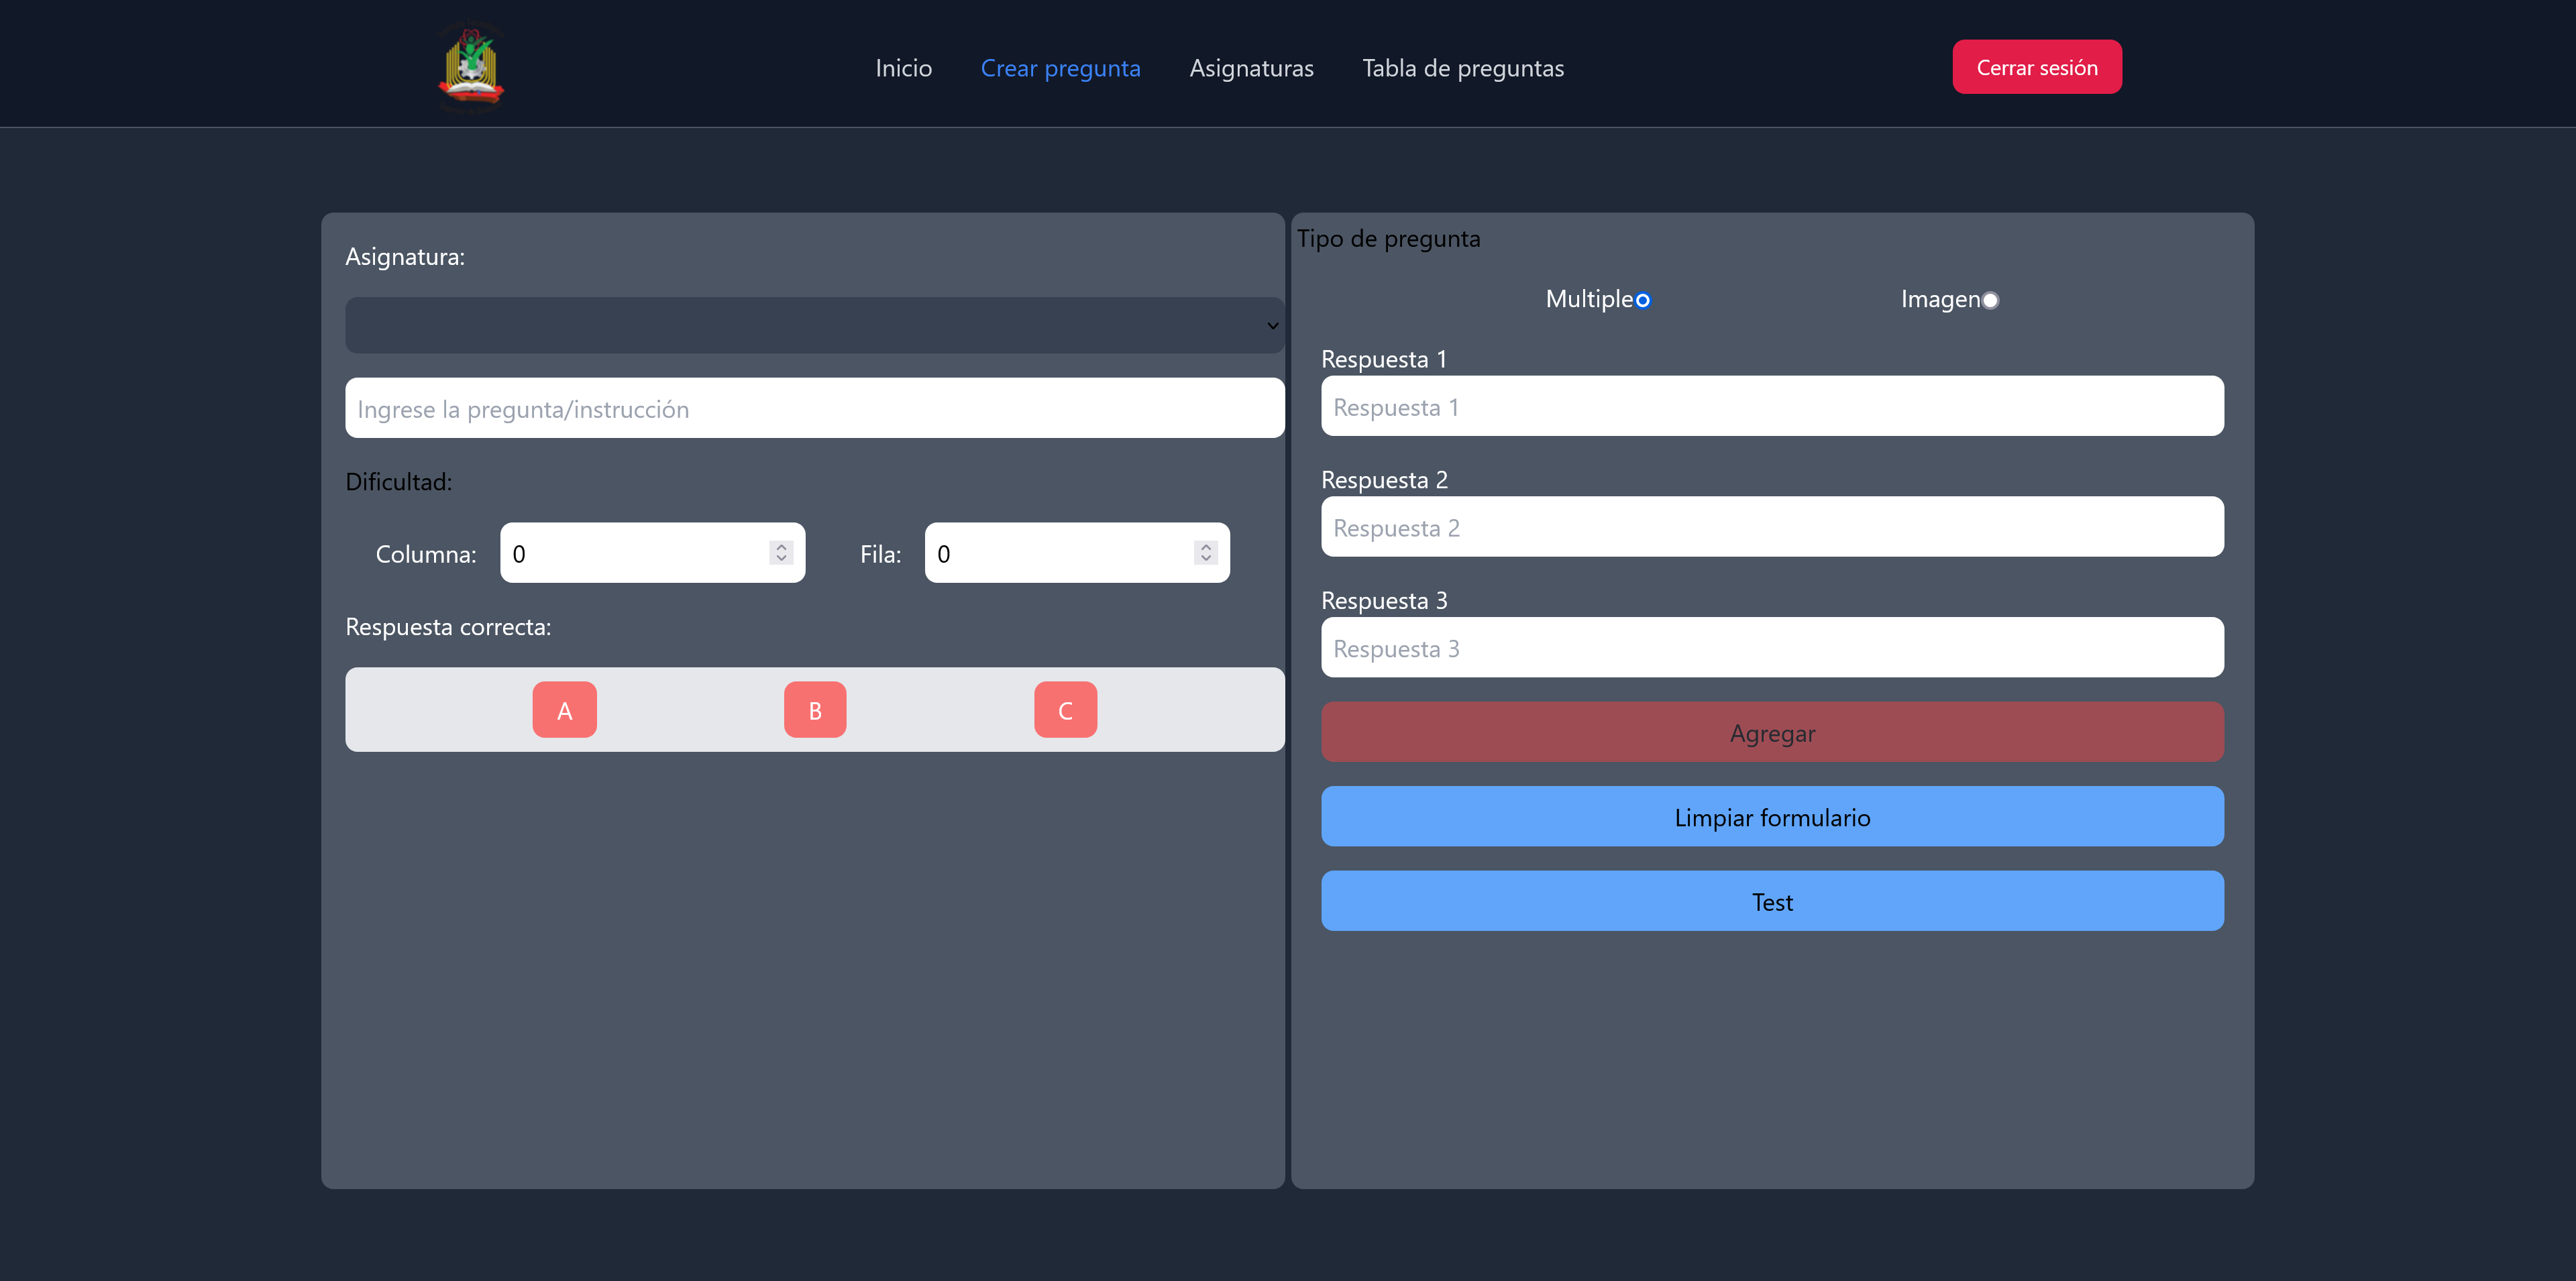 Inicio Crear pregunta Asignaturas Tabla de preguntas Cerrar sesión
Asignatura:
Ingrese la pregunta/instrucción
Dificultad:
Columna: 0 Fila: 0
Respuesta correcta:
A B C
Tipo de pregunta
Multiple Imagen
Respuesta 1
Respuesta 1
Respuesta 2
Respuesta 2
Respuesta 3
Respuesta 3
Agregar
Limpiar formulario
Test